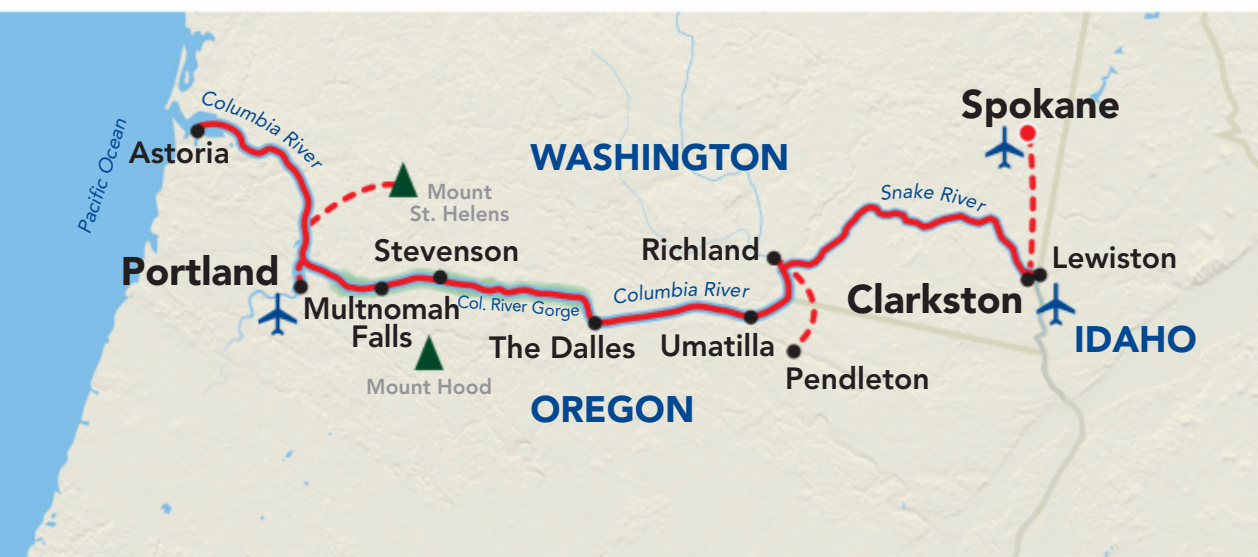 Spokane
Columbia River
Pacific Ocean
Astoria
WASHINGTON
Mount
St. Helens
Snake River
Stevenson
Richland
Lewiston
Portland
Columbia River
Clarkston
Multnomah
Falls
Col. River Gorge
The Dalles
Umatilla
IDAHO
Mount Hood
Pendleton
OREGON